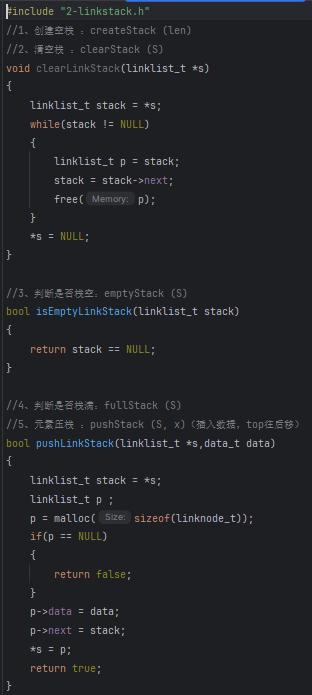 #include "2-linkstack.h"
//1、创建空栈 ：createStack (len)
//2、清空栈 ：clearStack (S)
void clearLinkStack(linklist_t *s)
{
    linklist_t stack = *s;
    while(stack != NULL)
    {
        linklist_t p = stack;
        stack = stack->next;
        free( Memory: p);
    }
    *s = NULL;
}

//3、判断是否栈空：emptyStack (S)
bool isEmptyLinkStack(linklist_t stack)
{
    return stack == NULL;
}

//4、判断是否栈满：fullStack (S)
//5、元素压栈 ：pushStack (S, x)（插入数据，top往后移）
bool pushLinkStack(linklist_t *s,data_t data)
{
    linklist_t stack = *s;
    linklist_t p ;
    p = malloc( Size: sizeof(linknode_t));
    if(p == NULL)
    {
        return false;
    }
    p->data = data;
    p->next = stack;
    *s = p;
    return true;
}